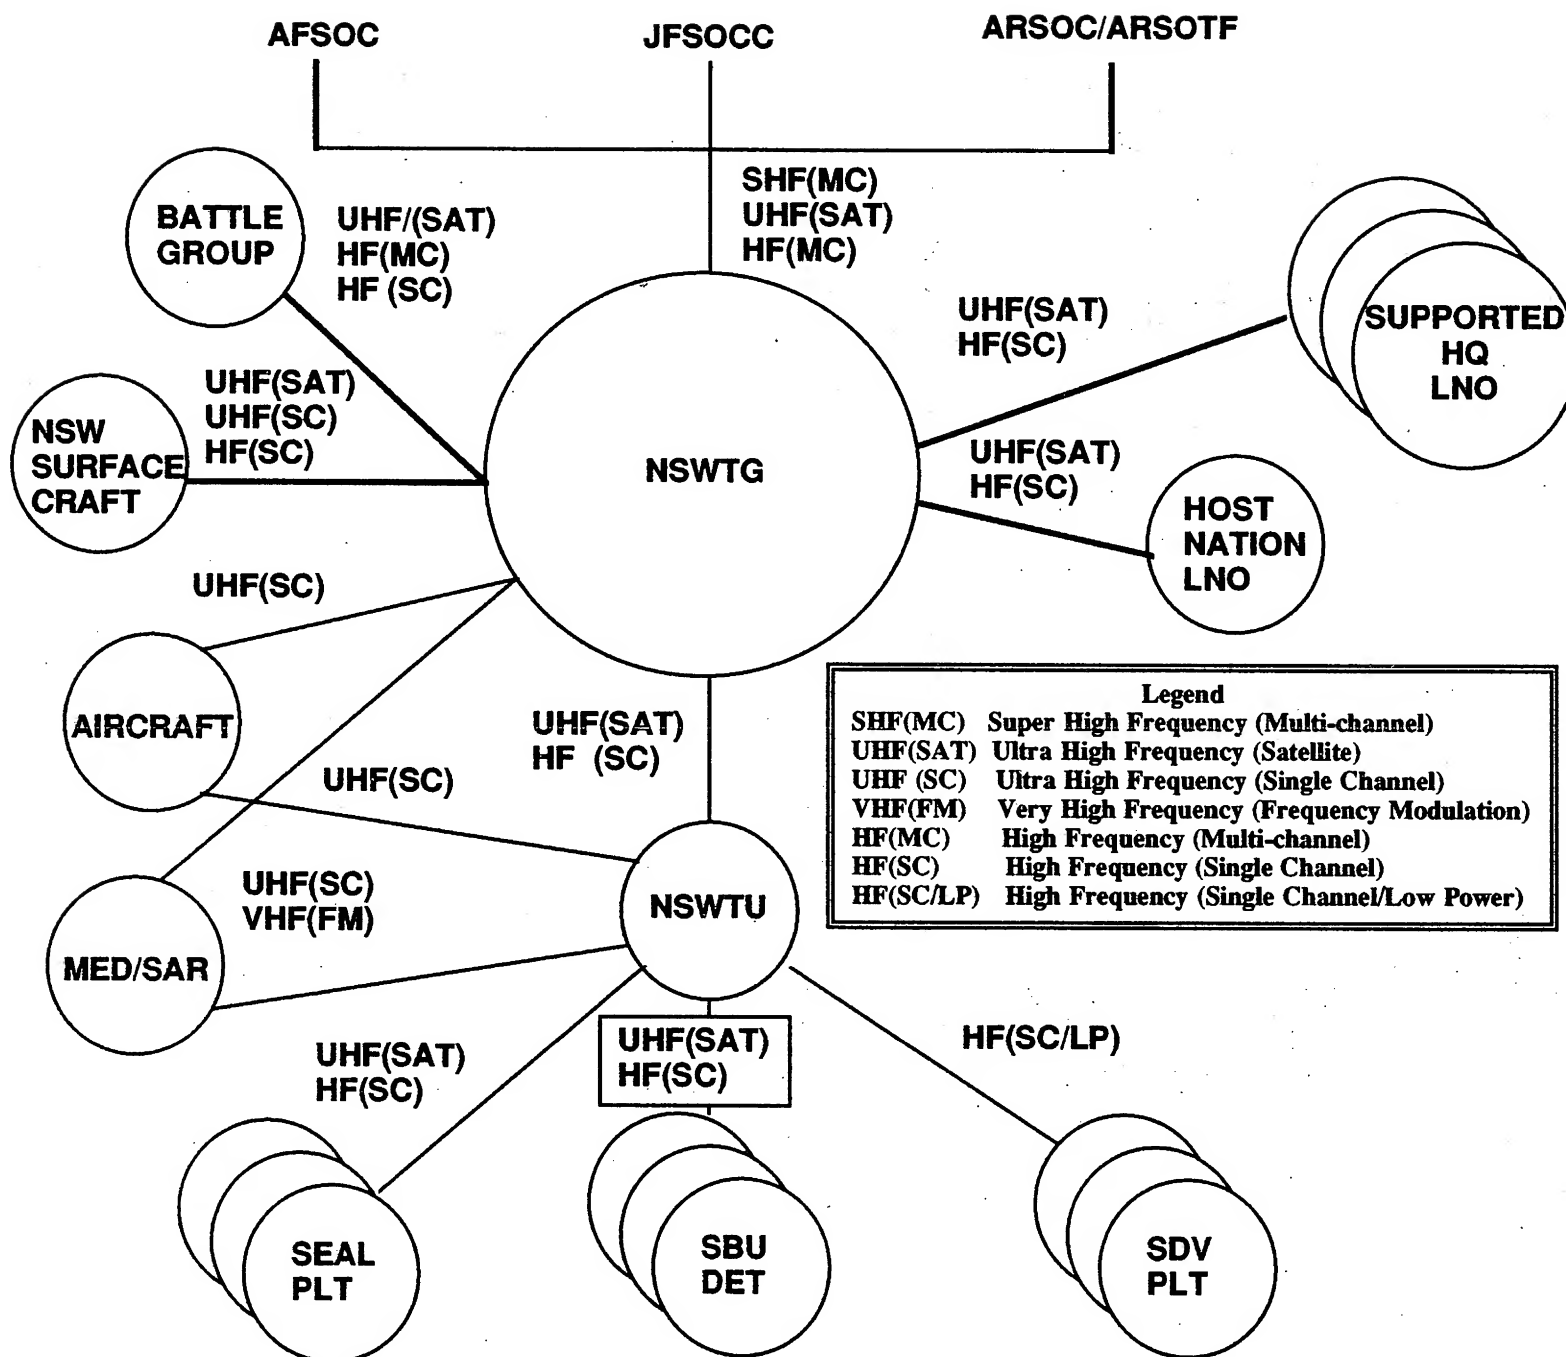 AFSOC
JFSOCC
ARSOC/ARSOTF
SHF(MC)
UHF(SAT)
HF(MC)
BATTLE
GROUP
UHF/(SAT)
HF(MC)
HF (SC)
UHF(SAT)
HF(SC)
SUPPORTED
HQ
LNO
UHF(SAT)
UHF(SC)
HF(SC)
NSW
SURFACE
CRAFT
NSWTG
UHF(SAT)
HF(SC)
HOST
NATION
LNO
UHF(SC)
AIRCRAFT
UHF(SAT)
HF (SC)
UHF(SC)
Legend
SHF(MC) Super High Frequency (Multi-channel)
UHF(SAT) Ultra High Frequency (Satellite)
UHF (SC) Ultra High Frequency (Single Channel)
VHF(FM) Very High Frequency (Frequency Modulation)
HF(MC) High Frequency (Multi-channel)
HF(SC) High Frequency (Single Channel)
HF(SC/LP) High Frequency (Single Channel/Low Power)
UHF(SC)
VHF(FM)
NSWTU
MED/SAR
UHF(SAT)
HF(SC)
UHF(SAT)
HF(SC)
HF(SC/LP)
SEAL
PLT
SBU
DET
SDV
PLT